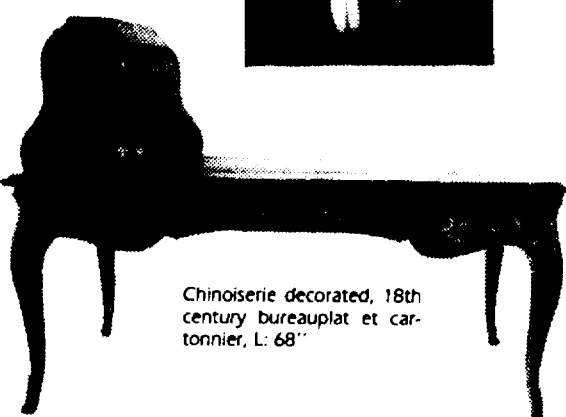 Chinoiserie decorated, 18th
century bureauplat et car-
tonnier, L: 68''